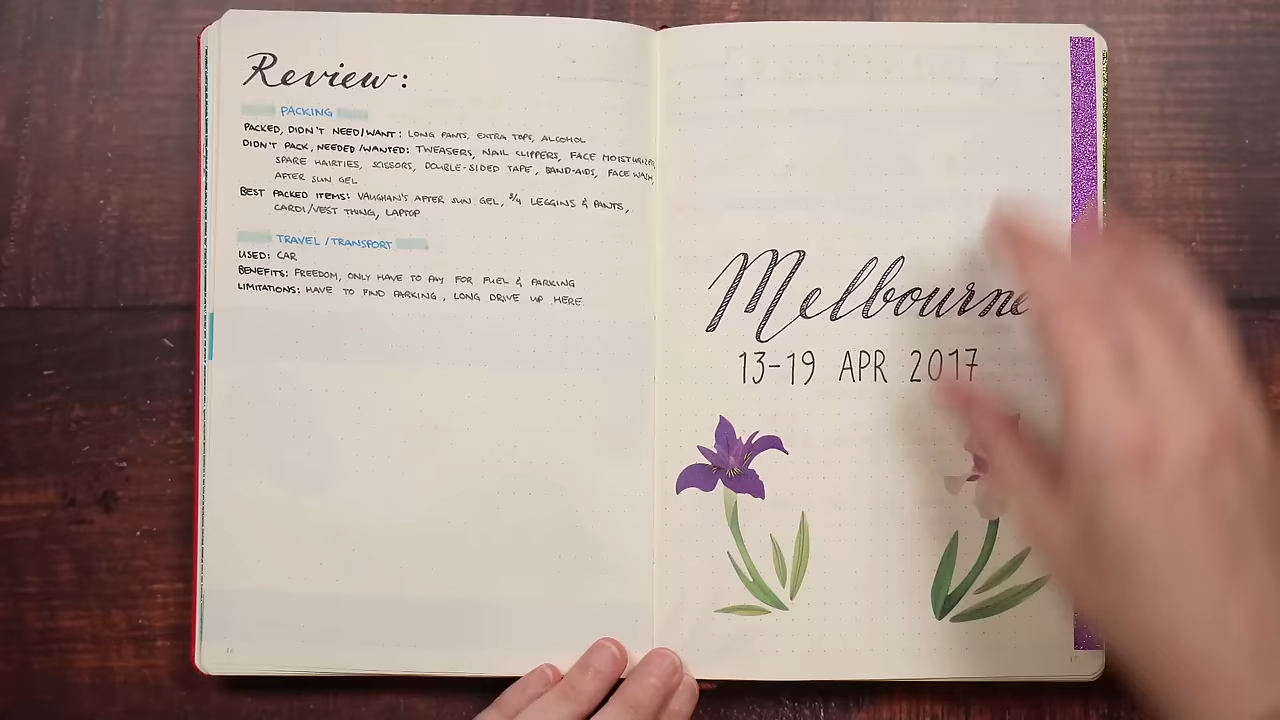 Review:
PACKING
PACKED, DIDN'T NEED/WANT: LONG PANTS, EXTRA TOPS, ALCOHOL
DIDN'T PACK, NEEDED/WANTED: TWEASERS, NAIL CLIPPERS, FACE MOISTURIZER,
SPARE HAIRTIES, SCISSORS, DOUBLE-SIDED TAPE, BAND-AIDS, FACE WASH,
AFTER SUN GEL
BEST PACKED ITEMS: VAUGHAN'S AFTER SUN GEL, 3/4 LEGGINS & PANTS,
CARDI/VEST THING, LAPTOP
TRAVEL/TRANSPORT
USED: CAR
BENEFITS: FREEDOM, ONLY HAVE TO PAY FOR FUEL & PARKING
LIMITATIONS: HAVE TO FIND PARKING, LONG DRIVE UP HERE.
16
Melbourne
13-19 APR 2017
17